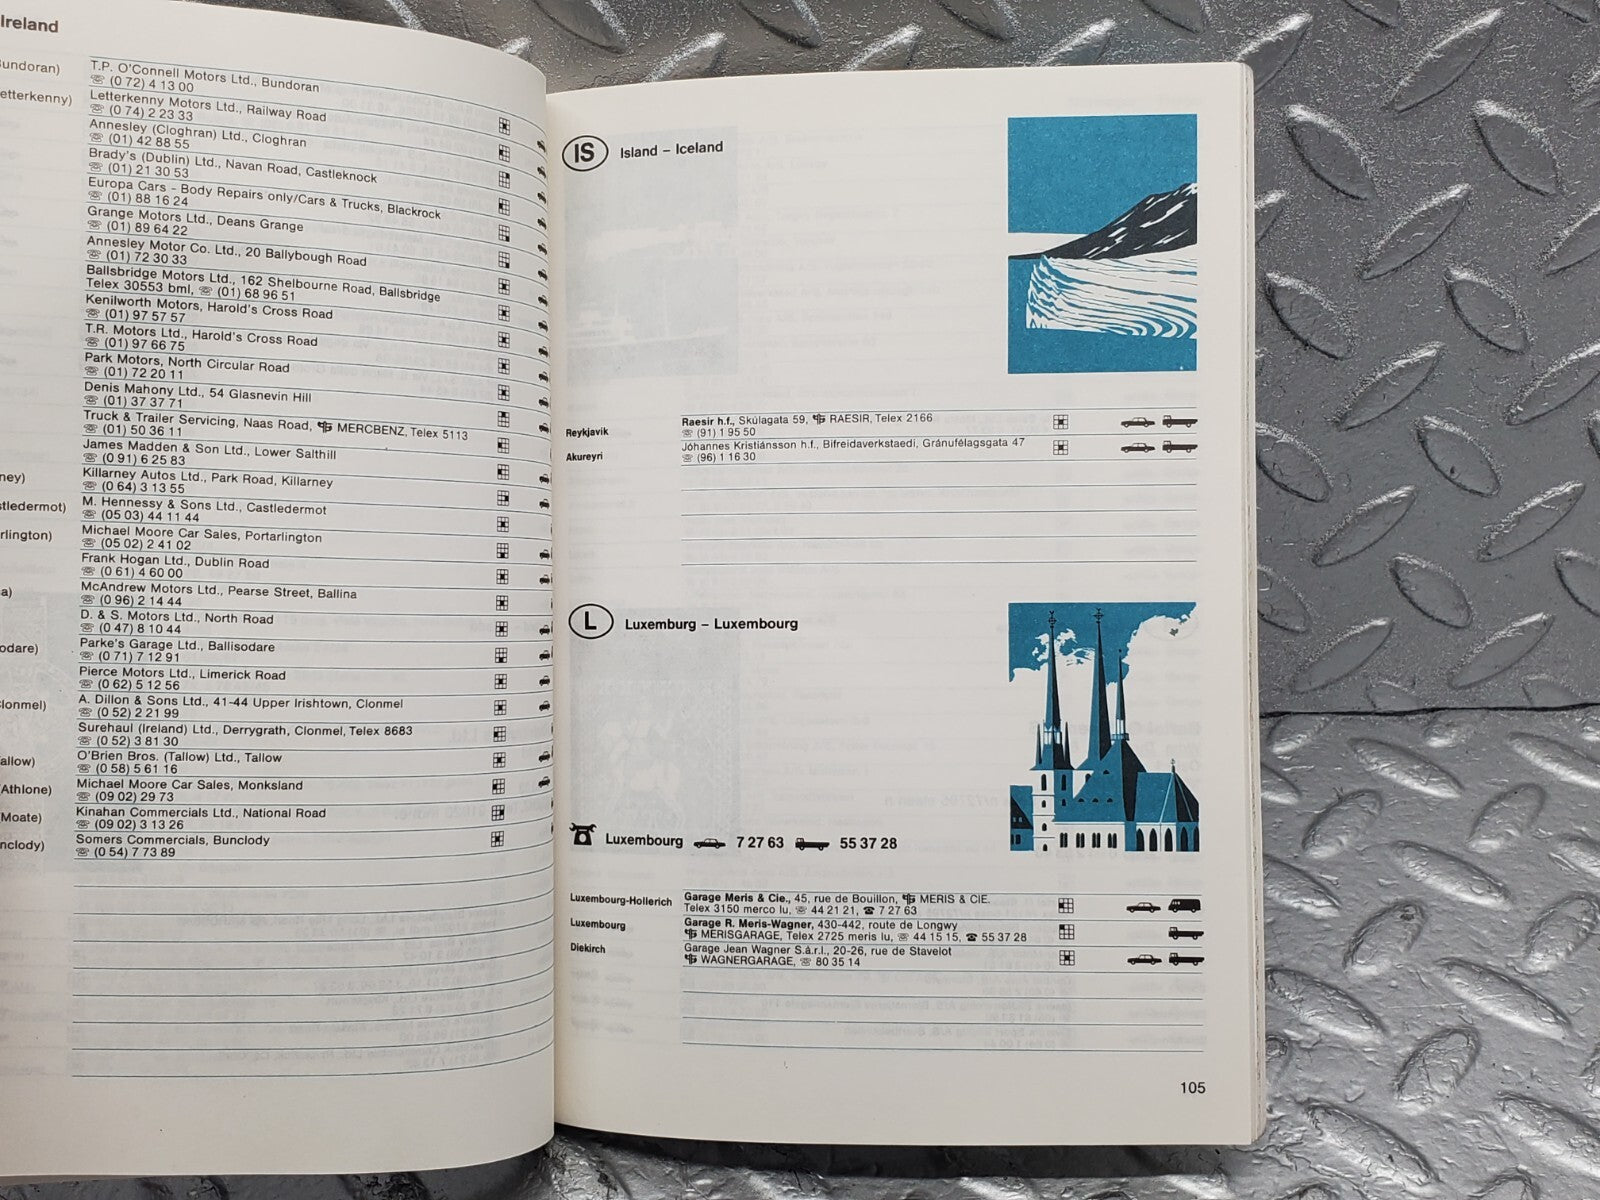 Ireland
Bundoran)
T.P. O'Connell Motors Ltd., Bundoran
☏ (0 72) 4 13 00
etterkenny)
Letterkenny Motors Ltd., Railway Road
☏ (0 74) 2 23 33
Annesley (Cloghran) Ltd., Cloghran
☏ (01) 42 88 55
Brady's (Dublin) Ltd., Navan Road, Castleknock
☏ (01) 21 30 53
Europa Cars - Body Repairs only/Cars & Trucks, Blackrock
☏ (01) 88 16 24
Grange Motors Ltd., Deans Grange
☏ (01) 89 64 22
Annesley Motor Co. Ltd., 20 Ballybough Road
☏ (01) 72 30 33
Ballsbridge Motors Ltd., 162 Shelbourne Road, Ballsbridge
Telex 30553 bml, ☏ (01) 68 96 51
Kenilworth Motors, Harold's Cross Road
☏ (01) 97 57 57
T.R. Motors Ltd., Harold's Cross Road
☏ (01) 97 66 75
Park Motors, North Circular Road
☏ (01) 72 20 11
Denis Mahony Ltd., 54 Glasnevin Hill
☏ (01) 37 37 71
Truck & Trailer Servicing, Naas Road, MERCBENZ, Telex 5113
☏ (01) 50 36 11
James Madden & Son Ltd., Lower Salthill
☏ (0 91) 6 25 83
ney)
Killarney Autos Ltd., Park Road, Killarney
☏ (0 64) 3 13 55
stledermot)
M. Hennessy & Sons Ltd., Castledermot
☏ (05 03) 44 11 44
rlington)
Michael Moore Car Sales, Portarlington
☏ (05 02) 2 41 02
Frank Hogan Ltd., Dublin Road
☏ (0 61) 4 60 00
a)
McAndrew Motors Ltd., Pearse Street, Ballina
☏ (0 96) 2 14 44
D. & S. Motors Ltd., North Road
☏ (0 47) 8 10 44
odare)
Parke's Garage Ltd., Ballisodare
☏ (0 71) 7 12 91
Pierce Motors Ltd., Limerick Road
☏ (0 62) 5 12 56
lonmel)
A. Dillon & Sons Ltd., 41-44 Upper Irishtown, Clonmel
☏ (0 52) 2 21 99
Surehaul (Ireland) Ltd., Derrygrath, Clonmel, Telex 8683
☏ (0 52) 3 81 30
allow)
O'Brien Bros. (Tallow) Ltd., Tallow
☏ (0 58) 5 61 16
(Athlone)
Michael Moore Car Sales, Monksland
☏ (09 02) 29 73
(Moate)
Kinahan Commercials Ltd., National Road
☏ (09 02) 3 13 26
nclody)
Somers Commercials, Bunclody
☏ (0 54) 7 73 89
IS Island – Iceland
Reykjavik
Raesir h.f., Skúlagata 59, RAESIR, Telex 2166
☏ (91) 1 95 50
Akureyri
Jóhannes Kristiánsson h.f., Bifreidaverkstaedi, Gránufélagsgata 47
☏ (96) 1 16 30
L Luxemburg – Luxembourg
Luxembourg 7 27 63 55 37 28
Luxembourg-Hollerich
Garage Meris & Cie., 45, rue de Bouillon, MERIS & CIE.
Telex 3150 merco lu, ☏ 44 21 21, ☎ 7 27 63
Luxembourg
Garage R. Meris-Wagner, 430-442, route de Longwy
MERISGARAGE, Telex 2725 meris lu, ☏ 44 15 15, ☎ 55 37 28
Diekirch
Garage Jean Wagner S.à.r.l., 20-26, rue de Stavelot
WAGNERGARAGE, ☏ 80 35 14
105